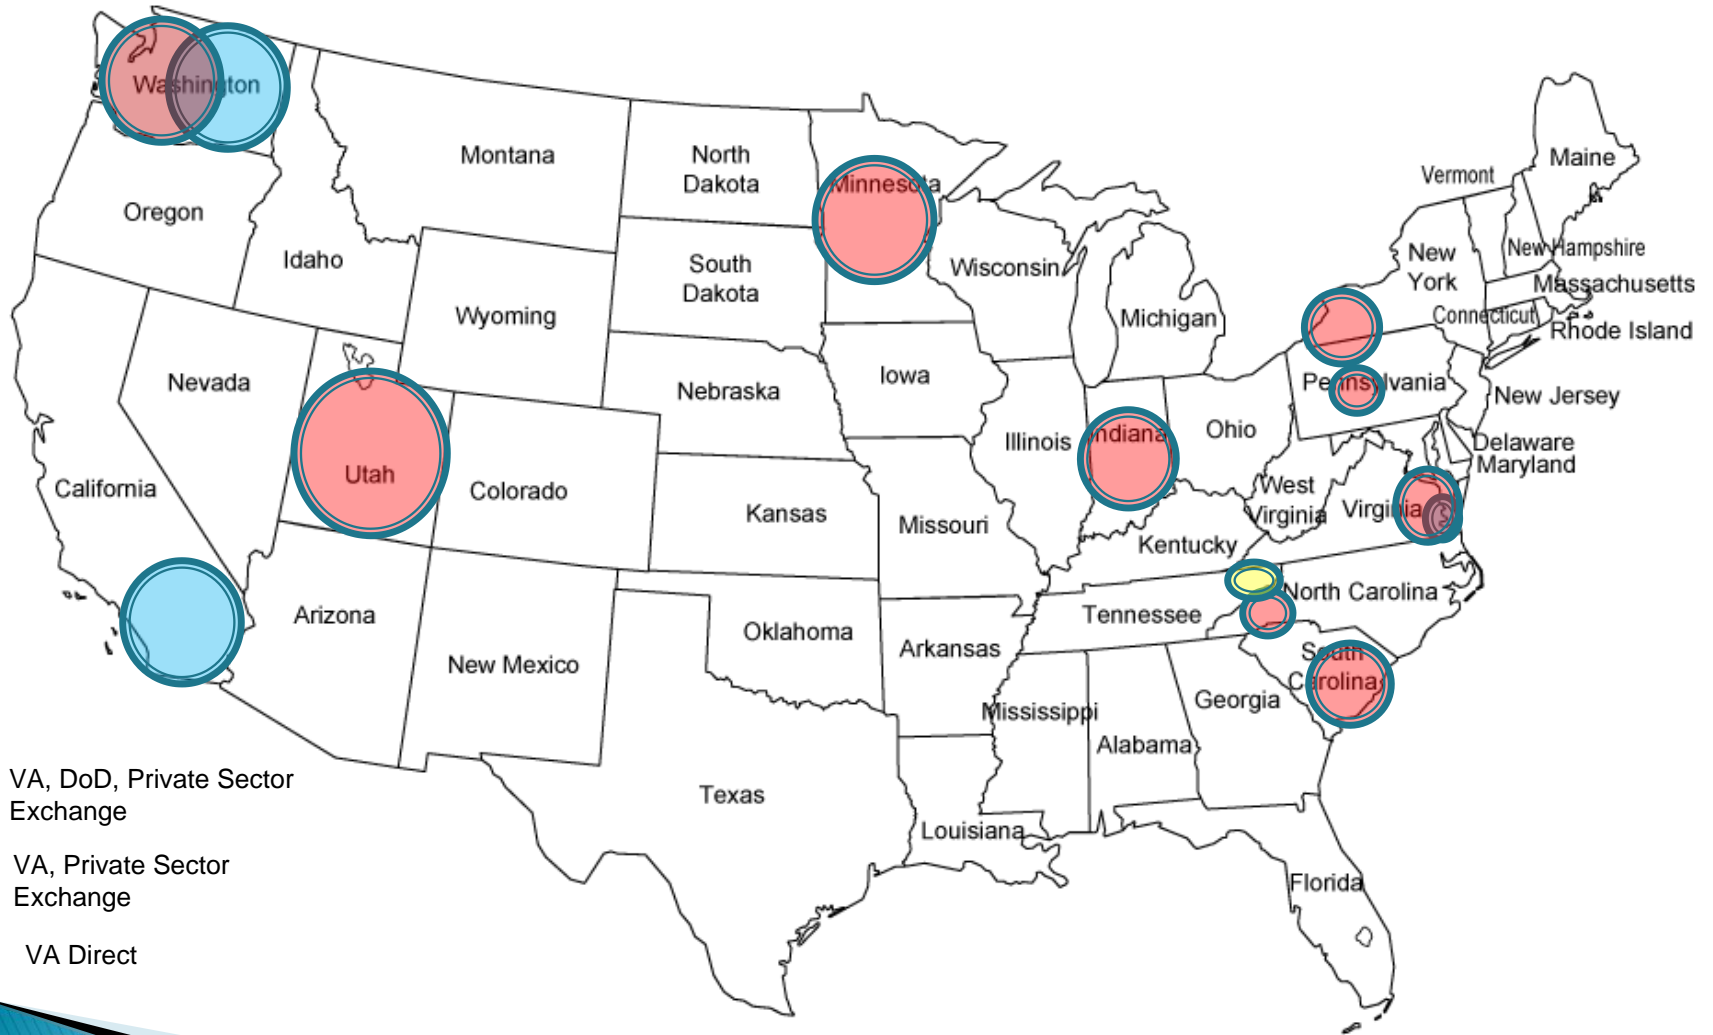 Washington
Montana
North
Dakota
Minnesota
Maine
Vermont
Oregon
Idaho
South
Dakota
Wisconsin
New
York
New Hampshire
Massachusetts
Wyoming
Michigan
Connecticut
Rhode Island
Nevada
Nebraska
Iowa
Pennsylvania
New Jersey
Utah
Colorado
Illinois
Indiana
Ohio
Delaware
Maryland
California
Kansas
Missouri
West
Virginia
Virginia
Kentucky
Arizona
New Mexico
Oklahoma
Arkansas
Tennessee
North Carolina
South
Carolina
Mississippi
Alabama
Georgia
Texas
Louisiana
Florida
VA, DoD, Private Sector
Exchange
VA, Private Sector
Exchange
VA Direct